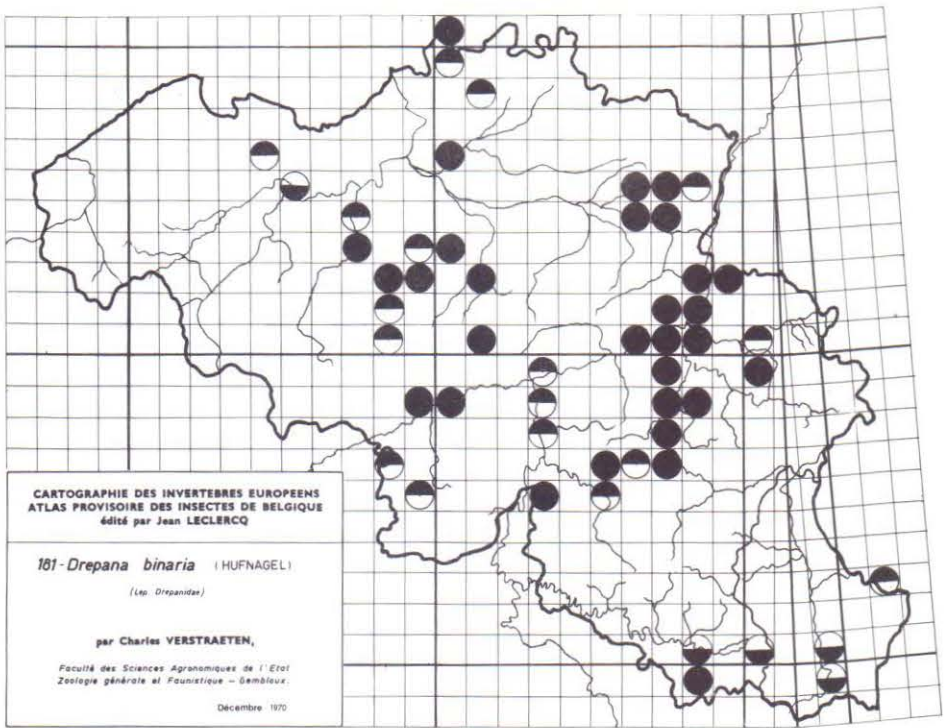 CARTOGRAPHIE DES INVERTEBRES EUROPEENS
ATLAS PROVISOIRE DES INSECTES DE BELGIQUE
édité par Jean LECLERCQ
181-Drepana binaria (HUFNAGEL)
(Lep. Drepanidae)
par Charles VERSTRAETEN,
Faculté des Sciences Agronomiques de l'Etat
Zoologie générale et Faunistique – Gembloux.
Décembre 1970